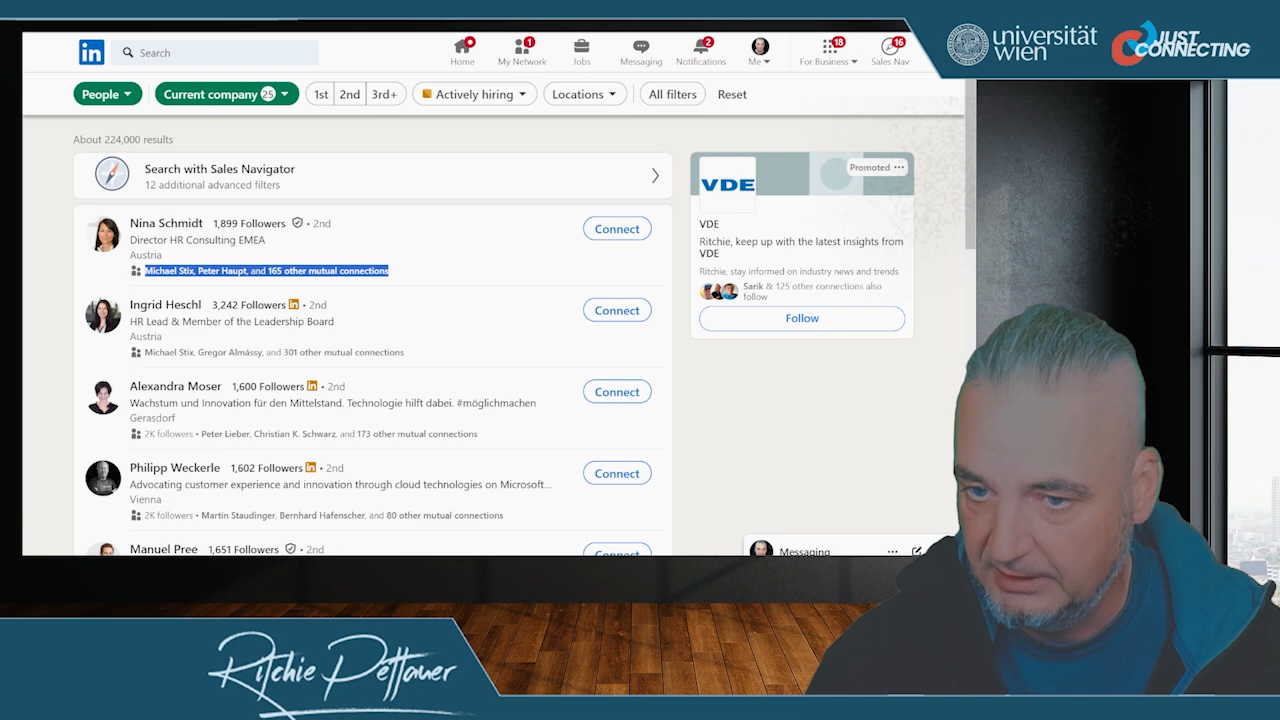 universität
wien
JUST
CONNECTING
in
Search
1
2
18
16
Home
My Network
Jobs
Messaging
Notifications
Me
For Business
Sales Nav
People
Current company 25
1st
2nd
3rd+
Actively hiring
Locations
All filters
Reset
About 224,000 results
Search with Sales Navigator
12 additional advanced filters
Nina Schmidt 1,899 Followers • 2nd
Director HR Consulting EMEA
Austria
Michael Stix, Peter Haupt, and 165 other mutual connections
Connect
Ingrid Heschl 3,242 Followers in • 2nd
HR Lead & Member of the Leadership Board
Austria
Michael Stix, Gregor Almássy, and 301 other mutual connections
Connect
Alexandra Moser 1,600 Followers in • 2nd
Wachstum und Innovation für den Mittelstand. Technologie hilft dabei. #möglichmachen
Gerasdorf
2K followers • Peter Lieber, Christian K. Schwarz, and 173 other mutual connections
Connect
Philipp Weckerle 1,602 Followers in • 2nd
Advocating customer experience and innovation through cloud technologies on Microsoft...
Vienna
2K followers • Martin Staudinger, Bernhard Hafenscher, and 80 other mutual connections
Connect
Manuel Pree 1,651 Followers • 2nd
Connect
Promoted •••
VDE
VDE
Ritchie, keep up with the latest insights from
VDE
Ritchie, stay informed on industry news and trends
Sarik & 125 other connections also
follow
Follow
Messaging
Ritchie Pettauer